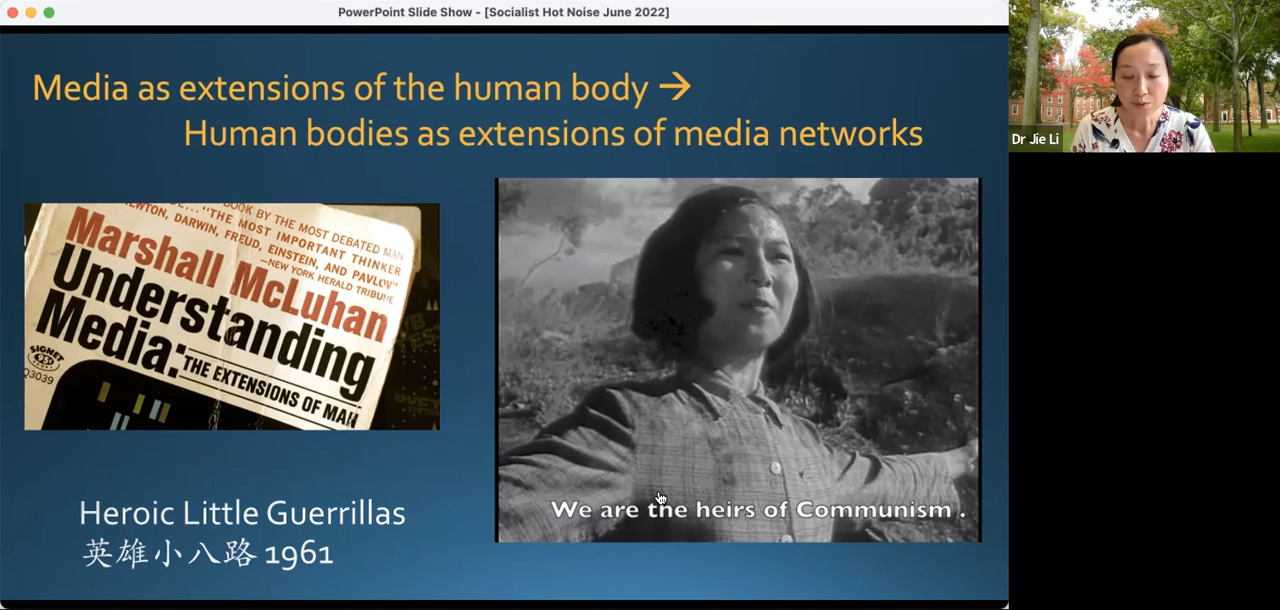 PowerPoint Slide Show - [Socialist Hot Noise June 2022]
Media as extensions of the human body →
Human bodies as extensions of media networks
BOOK BY THE MOST DEBATED MAN
"THE MOST IMPORTANT THINKER
NEWTON, DARWIN, FREUD, EINSTEIN, AND PAVLOV"
—NEW YORK HERALD TRIBUNE
Marshall McLuhan
Understanding
Media:
THE EXTENSIONS OF MAN
SIGNET
BOOKS
Q3039
We are the heirs of Communism .
Heroic Little Guerrillas
英雄小八路 1961
Dr Jie Li